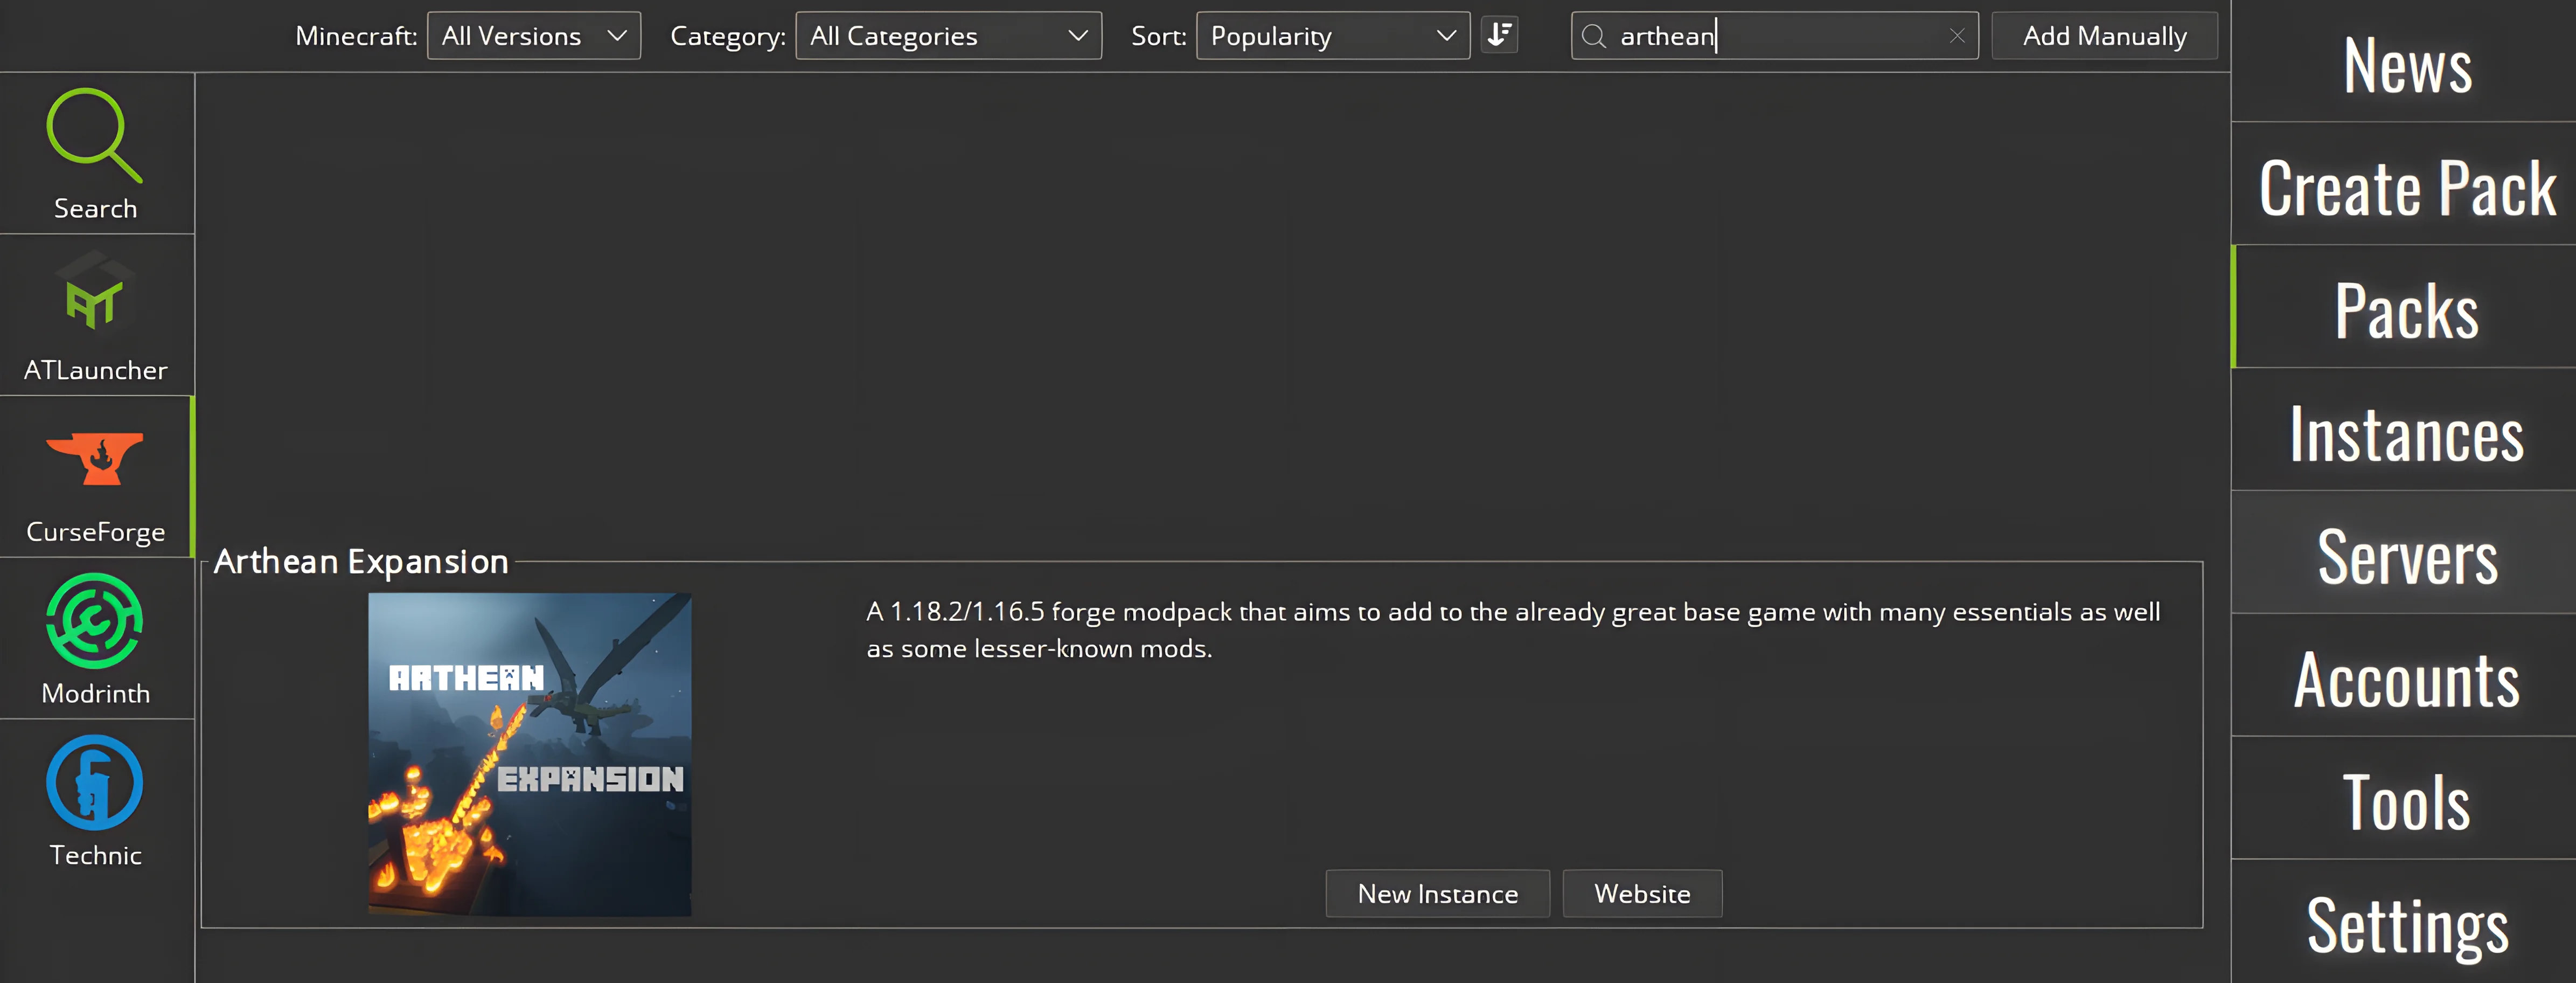 Minecraft: All Versions Category: All Categories Sort: Popularity arthean Add Manually
Search
ATLauncher
CurseForge
Modrinth
Technic
Arthean Expansion
ARTHEAN
EXPANSION
A 1.18.2/1.16.5 forge modpack that aims to add to the already great base game with many essentials as well
as some lesser-known mods.
New Instance Website
News
Create Pack
Packs
Instances
Servers
Accounts
Tools
Settings